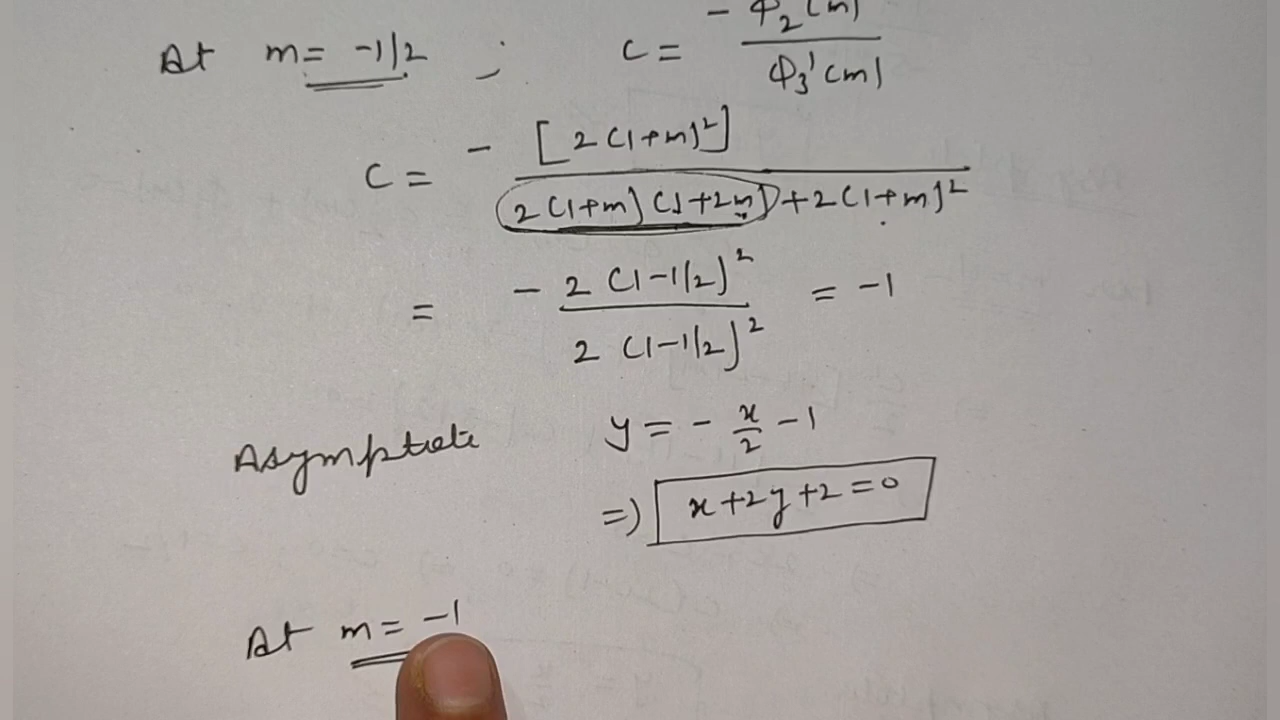 At m = -1/2 ; C = - Φ₂(m) / Φ₃'(m)
C = - [2(1+m)²] / 2(1+m)(1+2m) + 2(1+m)²
= - 2(1-1/2)² / 2(1-1/2)² = -1
Asymptote y = - x/2 - 1
=) x+2y+2=0
At m = -1